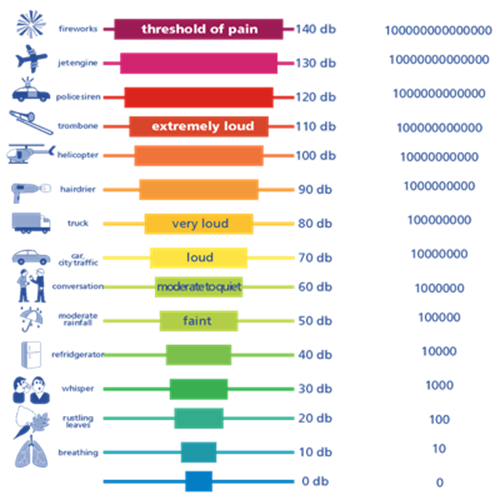 fireworks threshold of pain 140 db 100000000000000
jet engine 130 db 10000000000000
police siren 120 db 1000000000000
trombone extremely loud 110 db 100000000000
helicopter 100 db 10000000000
hairdrier 90 db 1000000000
truck very loud 80 db 100000000
car,
city traffic loud 70 db 10000000
conversation moderate to quiet 60 db 1000000
moderate
rainfall faint 50 db 100000
refridgerator 40 db 10000
whisper 30 db 1000
rustling
leaves 20 db 100
breathing 10 db 10
0 db 0